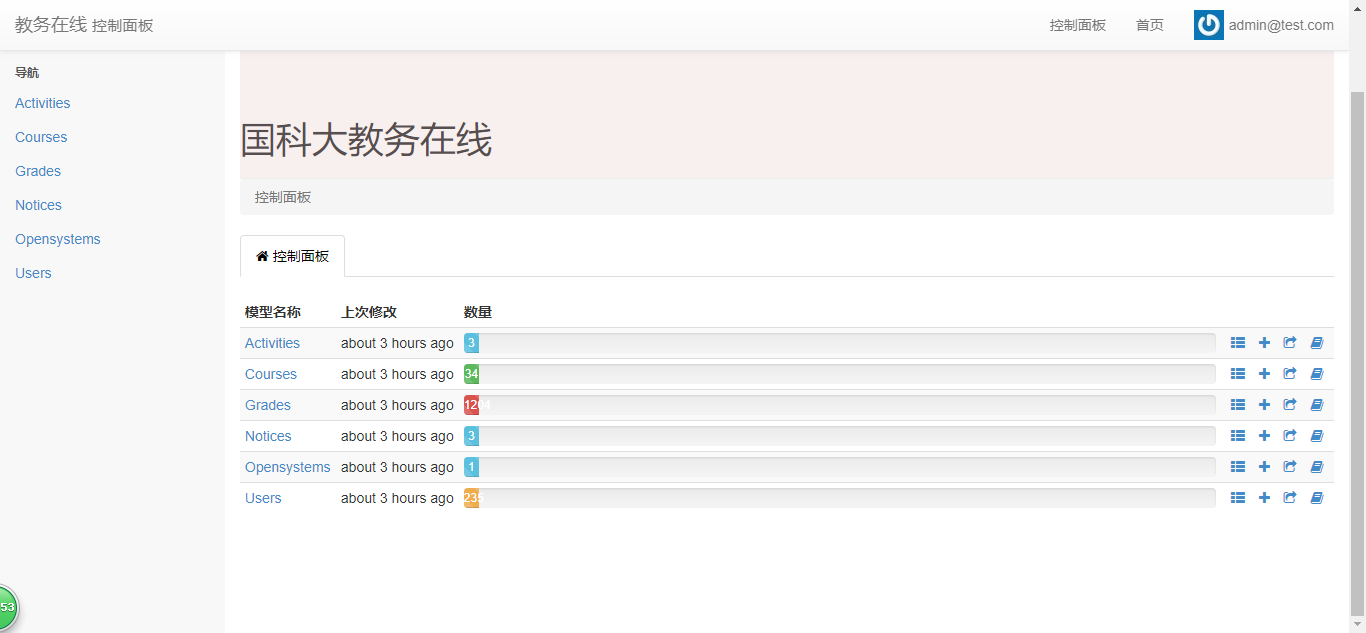 教务在线 控制面板
控制面板 首页 admin@test.com
导航
Activities
Courses
Grades
Notices
Opensystems
Users
国科大教务在线
控制面板
控制面板
模型名称 上次修改 数量
Activities about 3 hours ago 3
Courses about 3 hours ago 34
Grades about 3 hours ago 1204
Notices about 3 hours ago 3
Opensystems about 3 hours ago 1
Users about 3 hours ago 235
53